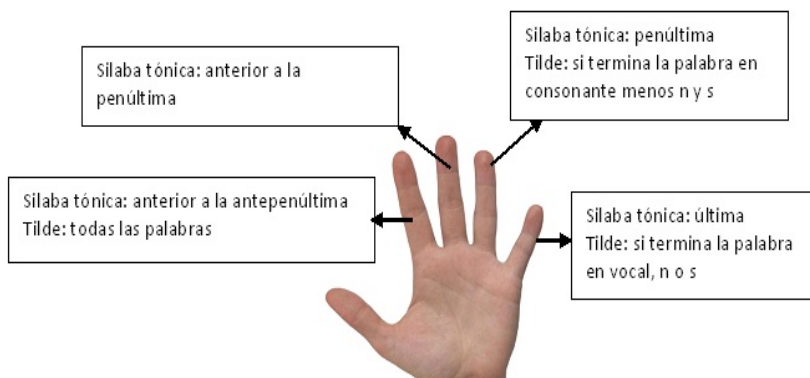 Silaba tónica: anterior a la
penúltima
Silaba tónica: penúltima
Tilde: si termina la palabra en
consonante menos n y s
Silaba tónica: anterior a la antepenúltima
Tilde: todas las palabras
Silaba tónica: última
Tilde: si termina la palabra
en vocal, n o s